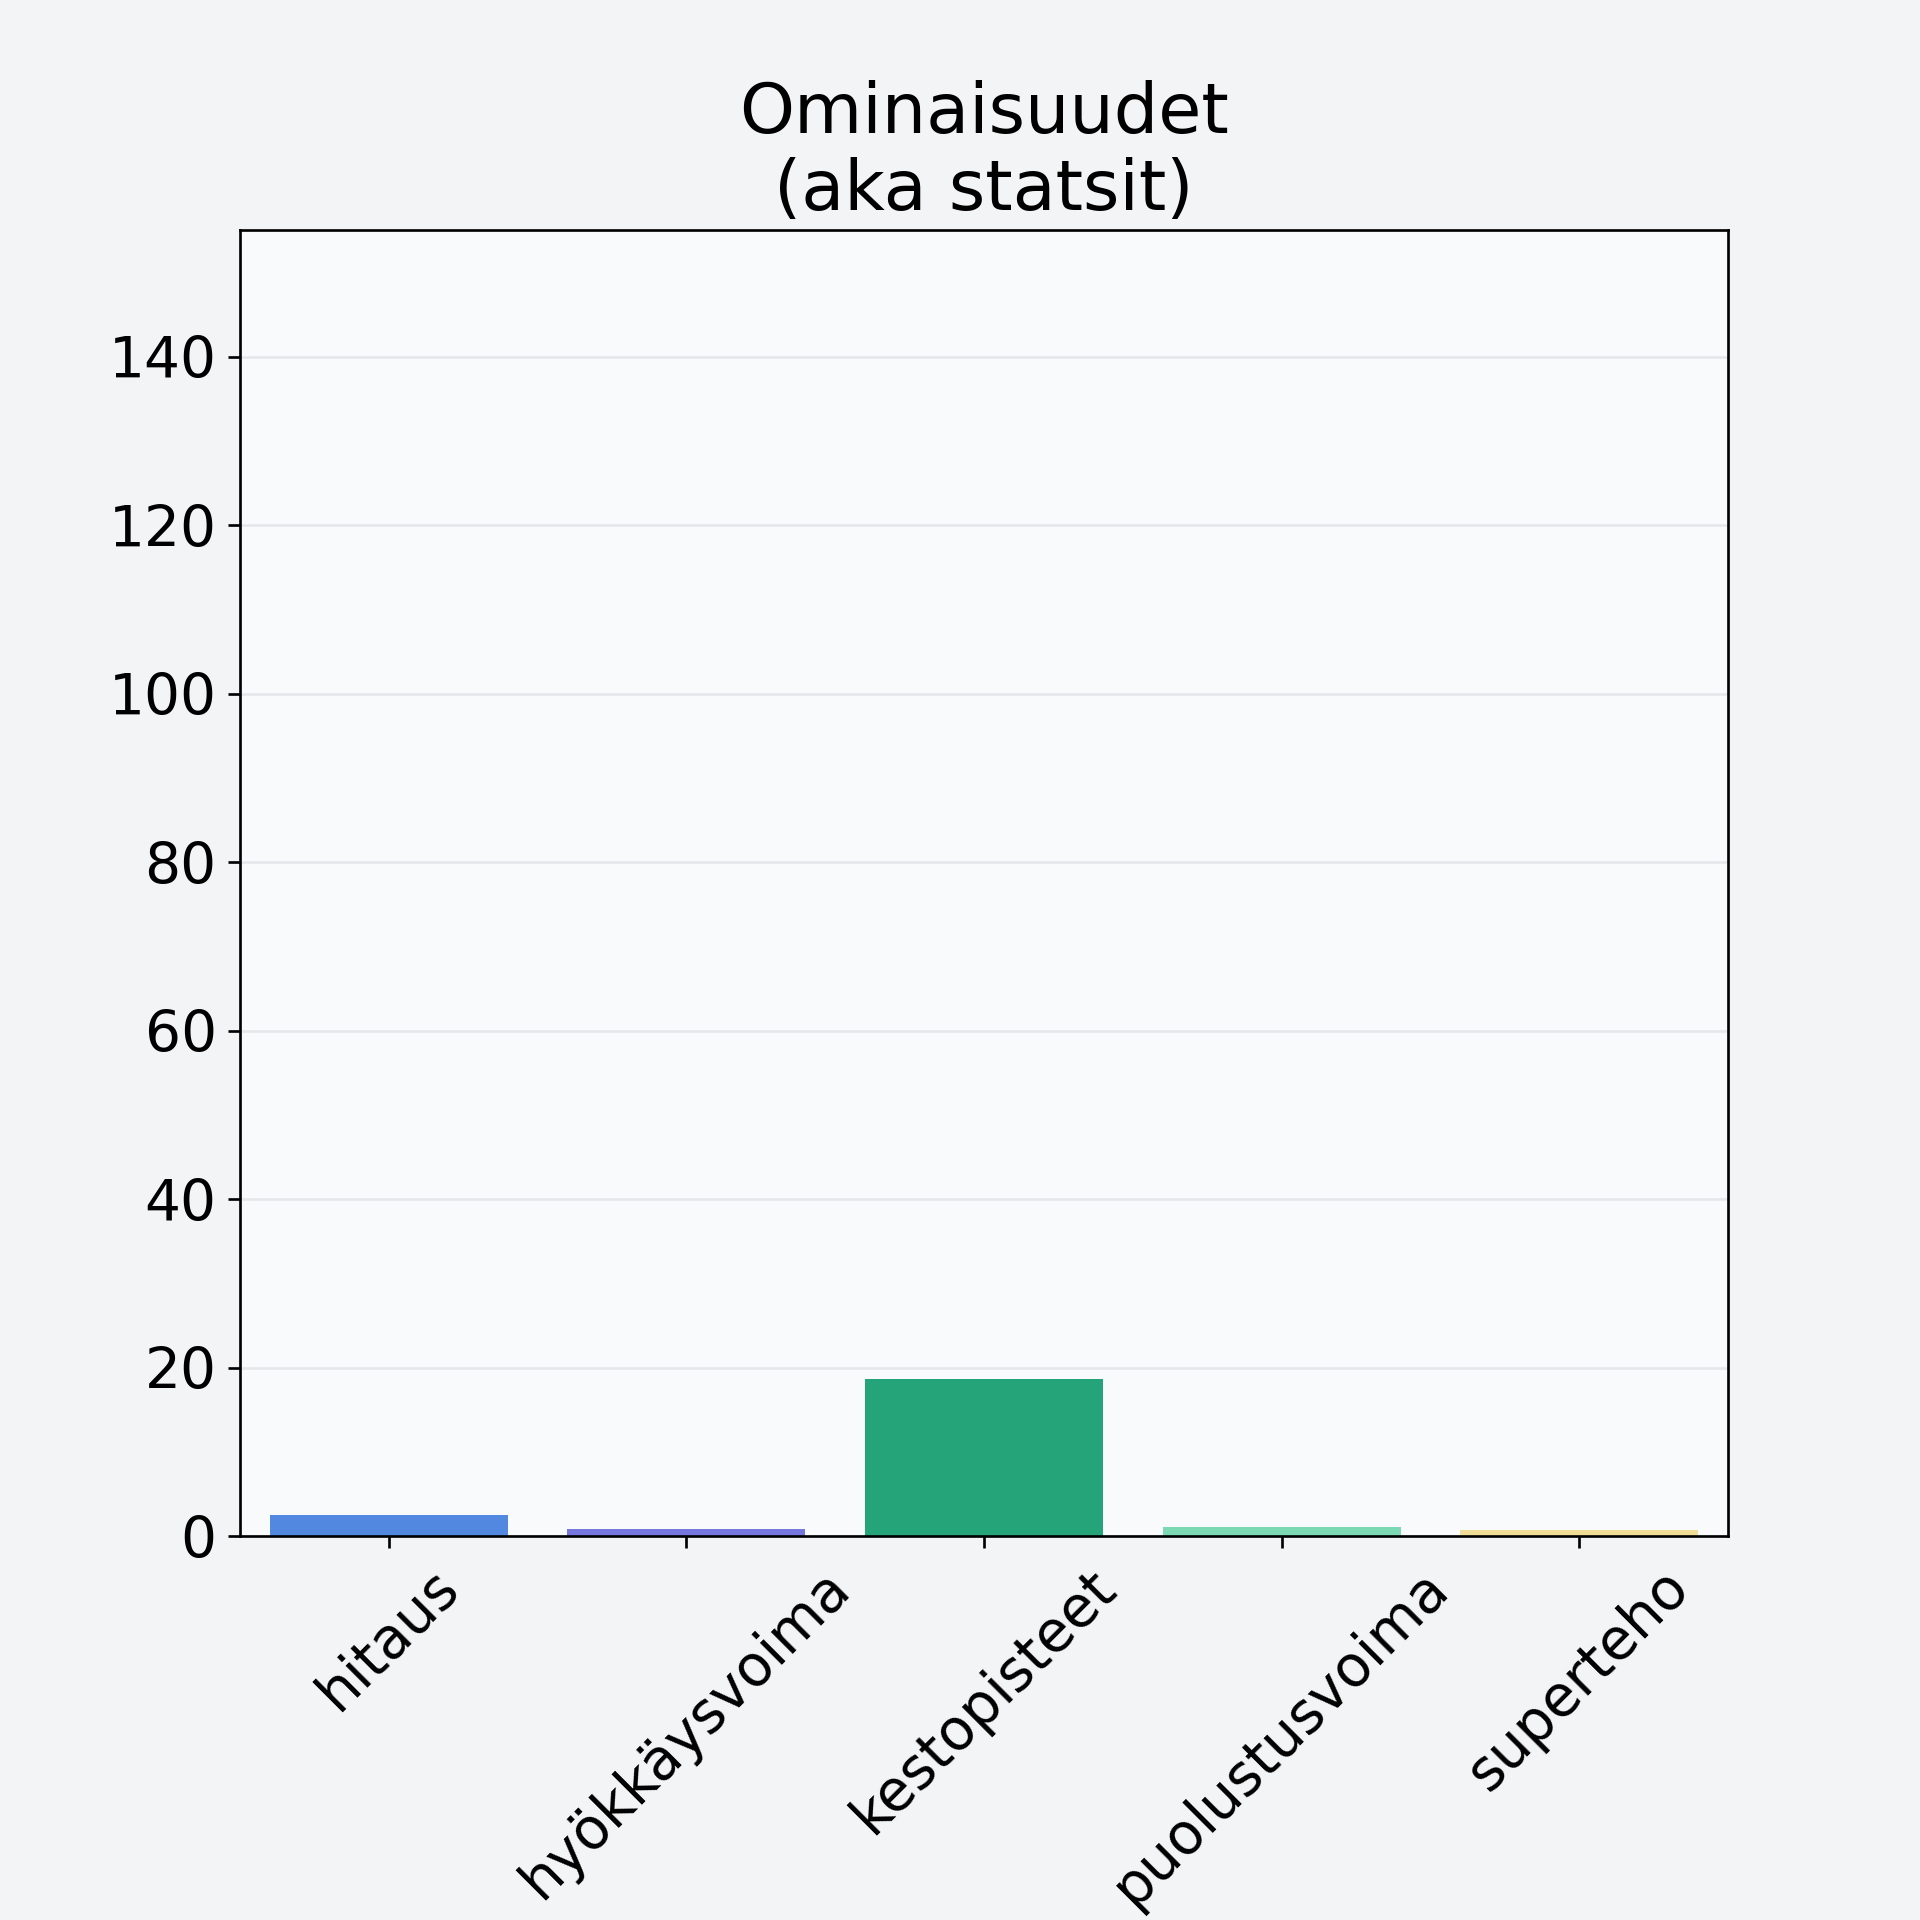 Ominaisuudet
(aka statsit)
140
120
100
80
60
40
20
0
hitaus
hyökkäysvoima
kestopisteet
puolustusvoima
superteho